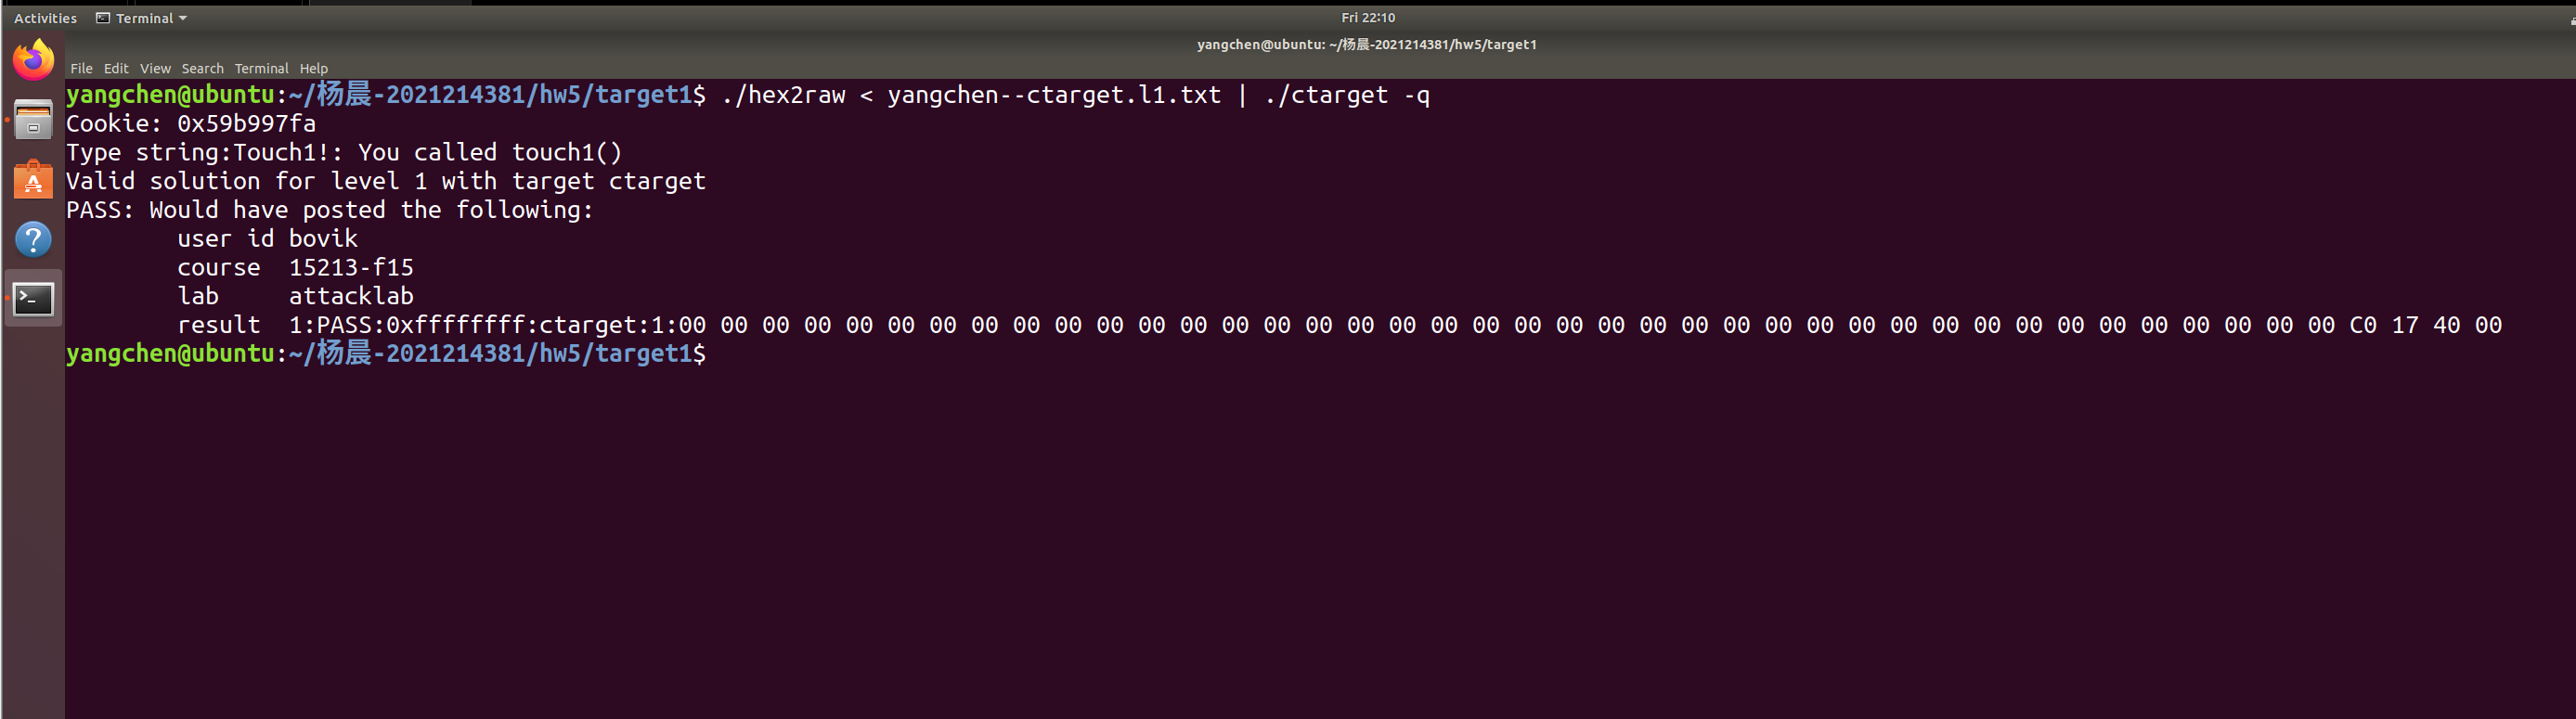 Activities Terminal Fri 22:10
yangchen@ubuntu: ~/杨晨-2021214381/hw5/target1
File Edit View Search Terminal Help
yangchen@ubuntu:~/杨晨-2021214381/hw5/target1$ ./hex2raw < yangchen--ctarget.l1.txt | ./ctarget -q
Cookie: 0x59b997fa
Type string:Touch1!: You called touch1()
Valid solution for level 1 with target ctarget
PASS: Would have posted the following:
user id bovik
course 15213-f15
lab attacklab
result 1:PASS:0xffffffff:ctarget:1:00 00 00 00 00 00 00 00 00 00 00 00 00 00 00 00 00 00 00 00 00 00 00 00 00 00 00 00 00 00 00 00 00 00 00 00 00 00 00 00 C0 17 40 00
yangchen@ubuntu:~/杨晨-2021214381/hw5/target1$